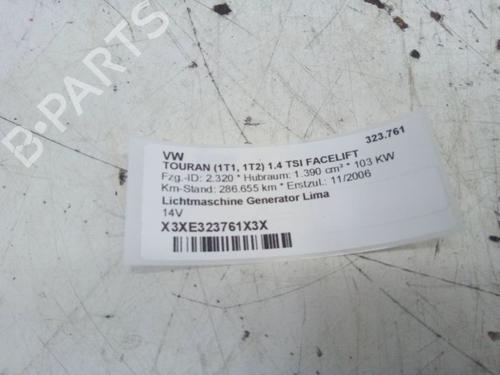 B-PARTS
323.761
VW
TOURAN (1T1, 1T2) 1.4 TSI FACELIFT
Fzg.-ID: 2.320 * Hubraum: 1.390 cm³ * 103 KW
Km-Stand: 286.655 km * Erstzul.: 11/2006
Lichtmaschine Generator Lima
14V
X3XE323761X3X